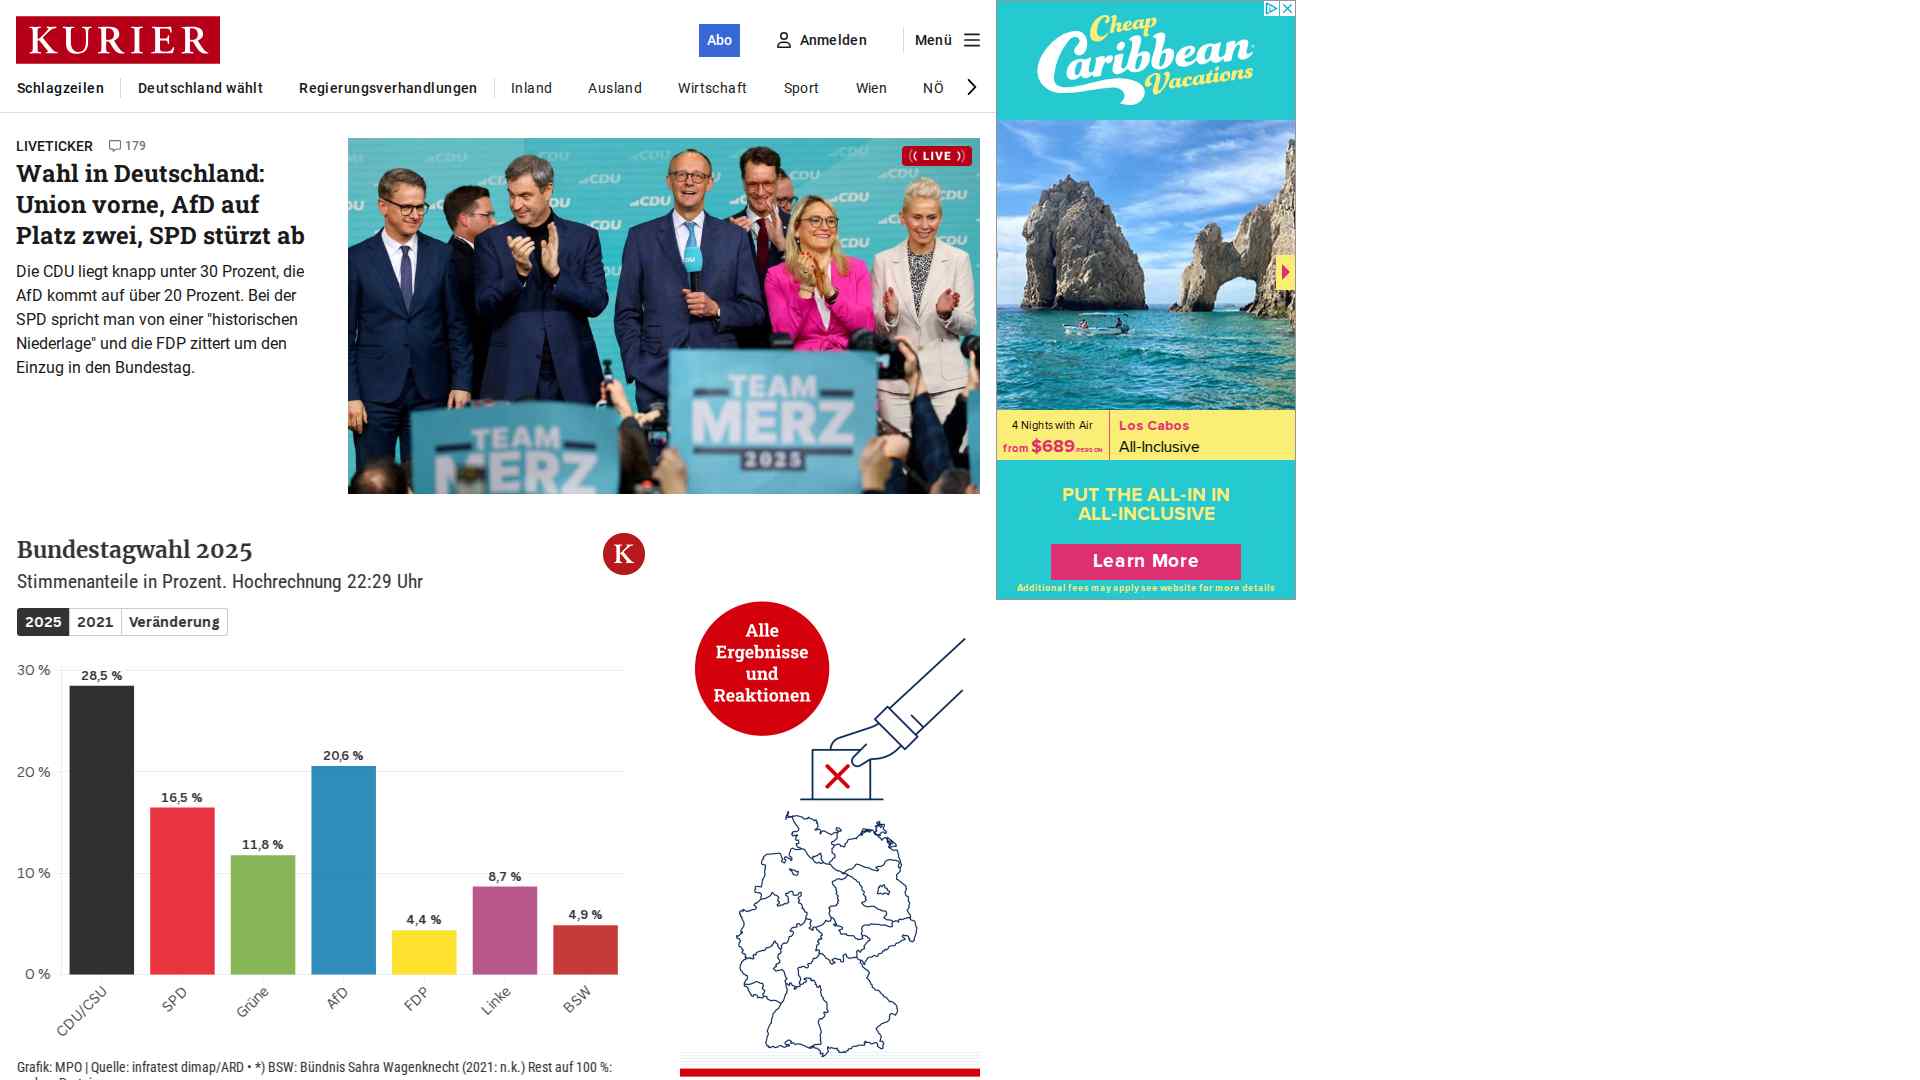 KURIER
Abo
Anmelden
Menü
Schlagzeilen
Deutschland wählt
Regierungsverhandlungen
Inland
Ausland
Wirtschaft
Sport
Wien
NÖ
LIVETICKER 179
Wahl in Deutschland:
Union vorne, AfD auf
Platz zwei, SPD stürzt ab
Die CDU liegt knapp unter 30 Prozent, die
AfD kommt auf über 20 Prozent. Bei der
SPD spricht man von einer "historischen
Niederlage" und die FDP zittert um den
Einzug in den Bundestag.
LIVE
CDU
CDU
CDU
CDU
CDU
CDU
TEAM
MERZ
TEAM
MERZ
2025
Bundestagwahl 2025
K
Stimmenanteile in Prozent. Hochrechnung 22:29 Uhr
2025
2021
Veränderung
30 %
20 %
10 %
0 %
28,5 %
16,5 %
11,8 %
20,6 %
4,4 %
8,7 %
4,9 %
CDU/CSU
SPD
Grüne
AfD
FDP
Linke
BSW
Grafik: MPO | Quelle: infratest dimap/ARD • *) BSW: Bündnis Sahra Wagenknecht (2021: n.k.) Rest auf 100 %:
Alle
Ergebnisse
und
Reaktionen
Cheap
Caribbean
Vacations
4 Nights with Air
from $689 /PERSON
Los Cabos
All-Inclusive
PUT THE ALL-IN IN
ALL-INCLUSIVE
Learn More
Additional fees may apply see website for more details